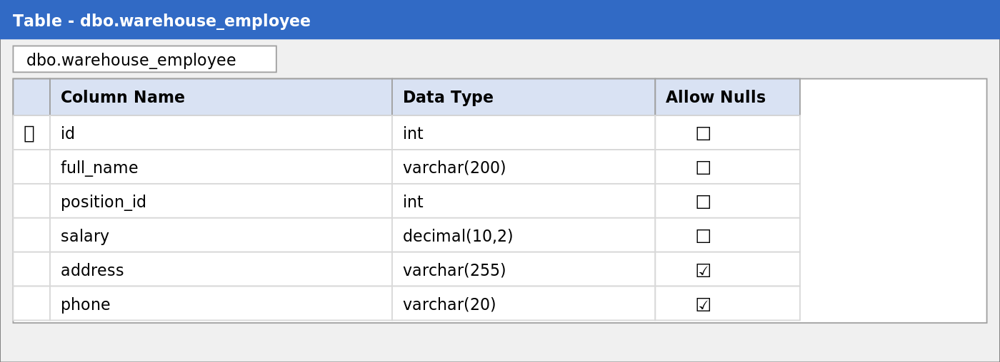 Table - dbo.warehouse_employee
dbo.warehouse_employee
Column Name Data Type Allow Nulls
id int ☐
full_name varchar(200) ☐
position_id int ☐
salary decimal(10,2) ☐
address varchar(255) ☑
phone varchar(20) ☑